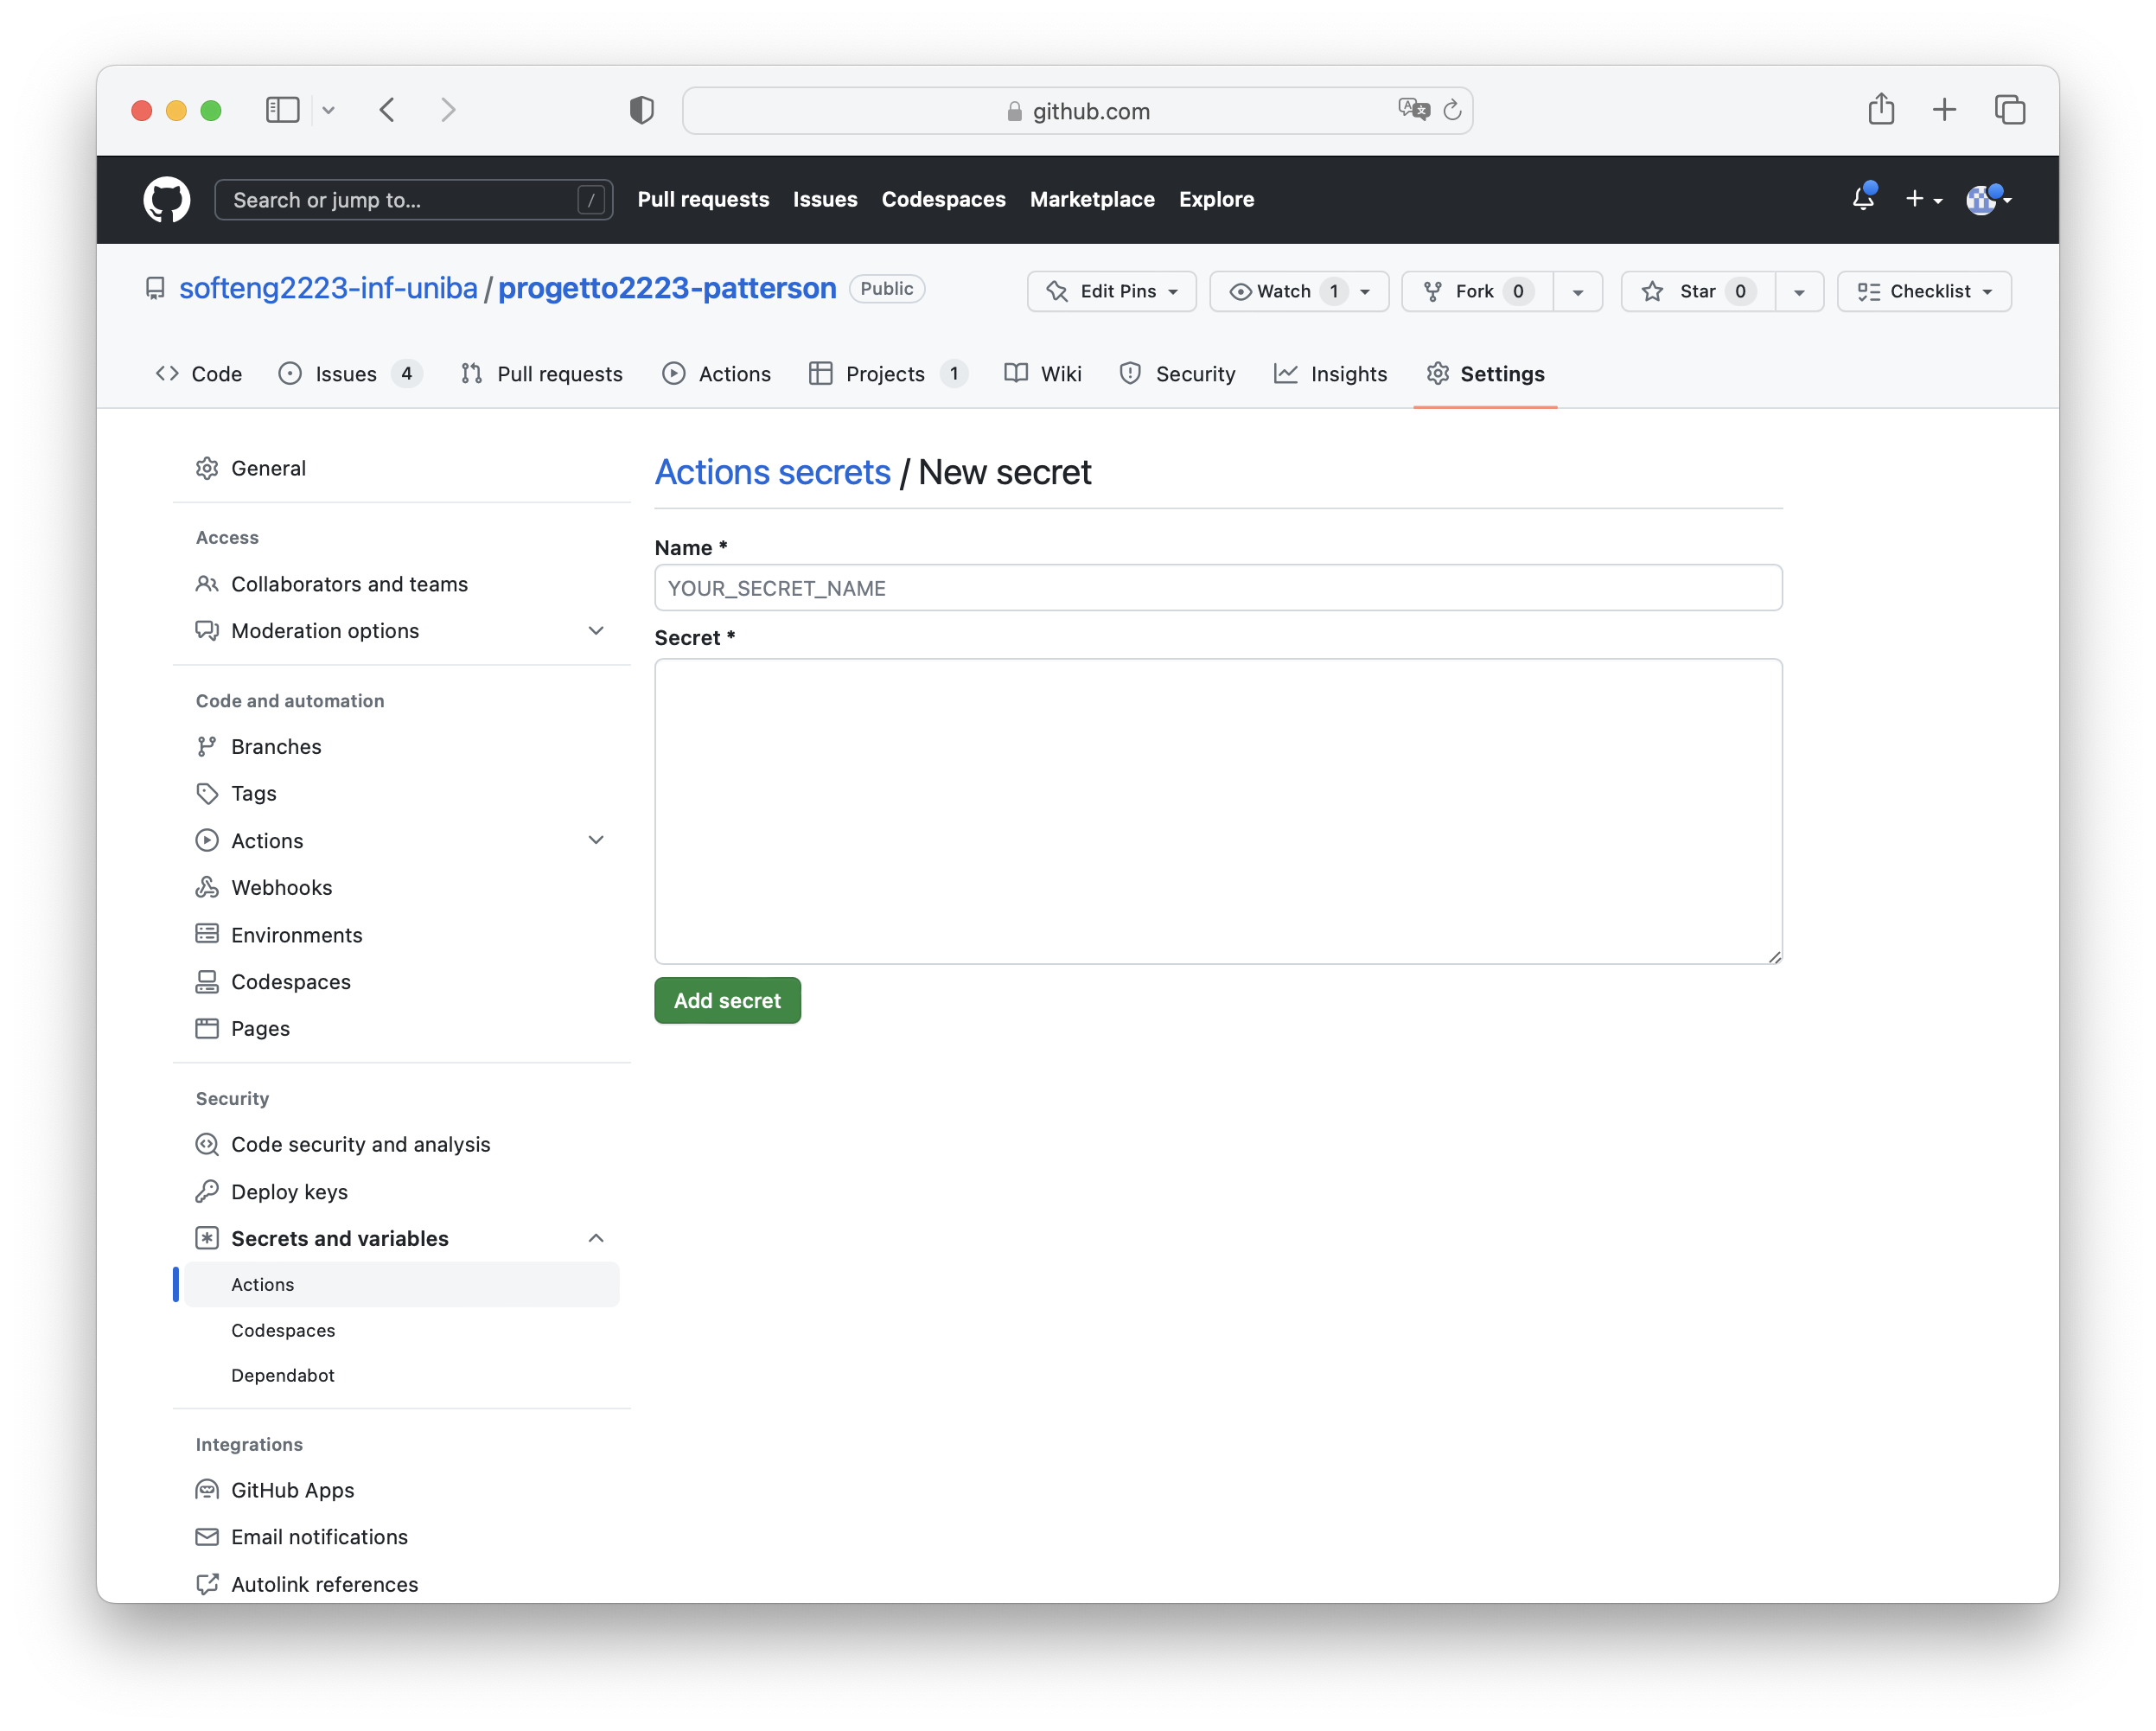 github.com
Search or jump to... /
Pull requests Issues Codespaces Marketplace Explore
softeng2223-inf-uniba / progetto2223-patterson Public
Edit Pins Watch 1 Fork 0 Star 0 Checklist
Code Issues 4 Pull requests Actions Projects 1 Wiki Security Insights Settings
General
Access
Collaborators and teams
Moderation options
Code and automation
Branches
Tags
Actions
Webhooks
Environments
Codespaces
Pages
Security
Code security and analysis
Deploy keys
Secrets and variables
Actions
Codespaces
Dependabot
Integrations
GitHub Apps
Email notifications
Autolink references
Actions secrets / New secret
Name *
YOUR_SECRET_NAME
Secret *
Add secret